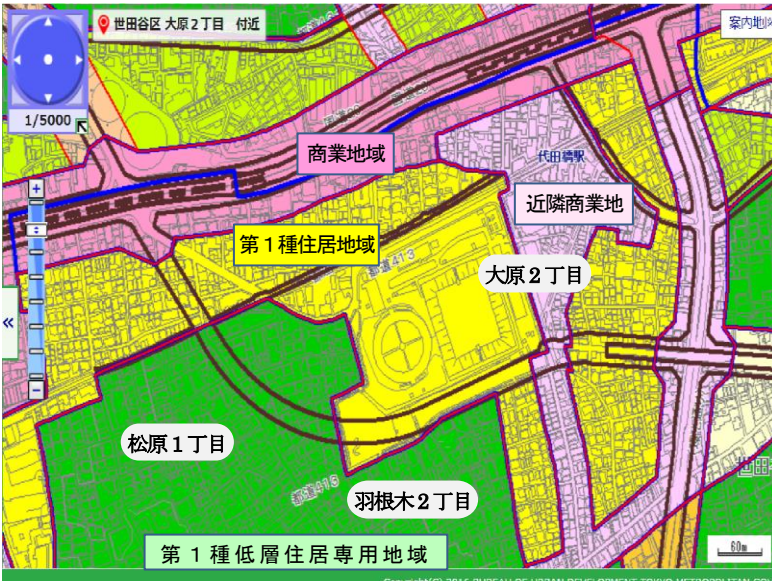 世田谷区 大原2丁目 付近
案内地
1/5000
商業地域
代田橋駅
近隣商業地
第1種住居地域
都道413
大原２丁目
«
松原１丁目
都道413
羽根木２丁目
世田
第１種低層住居専用地域
60m